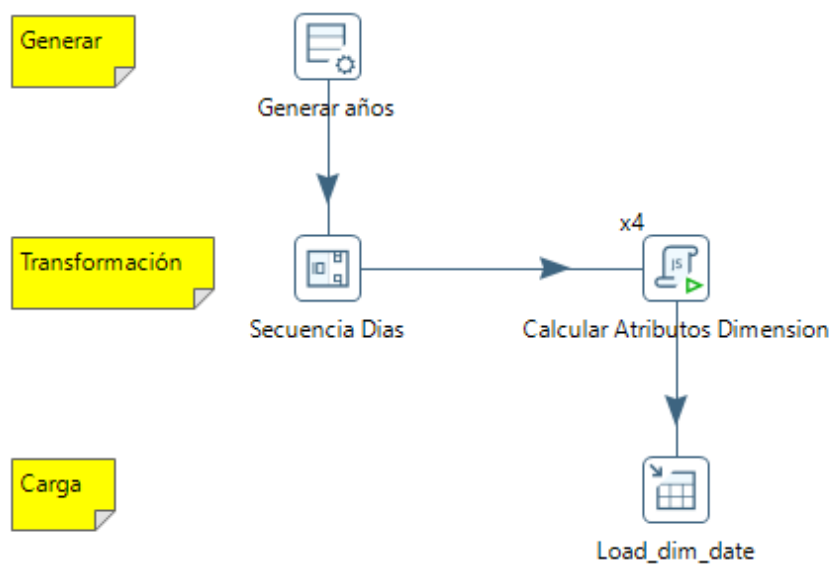 Generar
Generar años
x4
Transformación
Secuencia Dias
Calcular Atributos Dimension
Carga
Load_dim_date